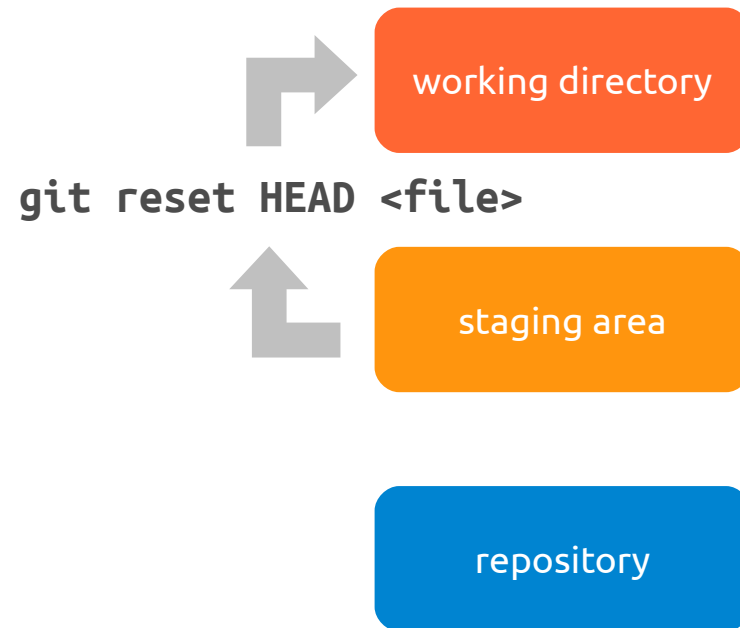 working directory
git reset HEAD <file>
staging area
repository